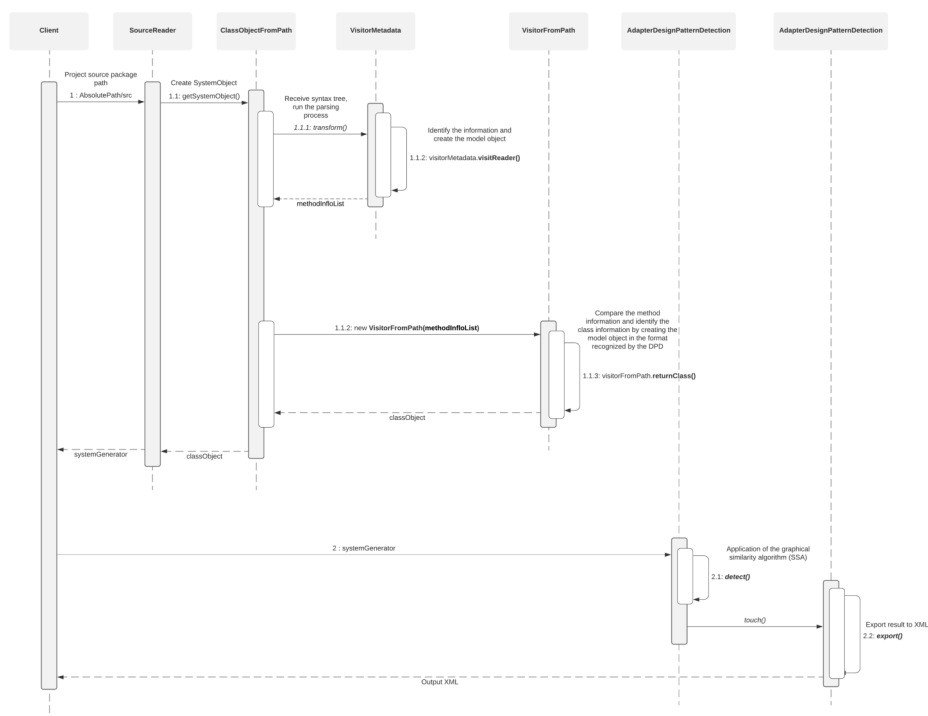 Client
SourceReader
ClassObjectFromPath
VisitorMetadata
VisitorFromPath
AdapterDesignPatternDetection
AdapterDesignPatternDetection
Project source package
path
1 : AbsolutePath/src
Create SystemObject
1.1: getSystemObject()
Receive syntax tree,
run the parsing
process
1.1.1: transform()
Identify the information and
create the model object
1.1.2: visitorMetadata.visitReader()
methodInfloList
Compare the method
information and identify the
class information by creating the
model object in the format
recognized by the DPD
1.1.2: new VisitorFromPath(methodInfloList)
1.1.3: visitorFromPath.returnClass()
classObject
systemGenerator
classObject
2 : systemGenerator
Application of the graphical
similarity algorithm (SSA)
2.1: detect()
touch()
Export result to XML
2.2: export()
Output XML